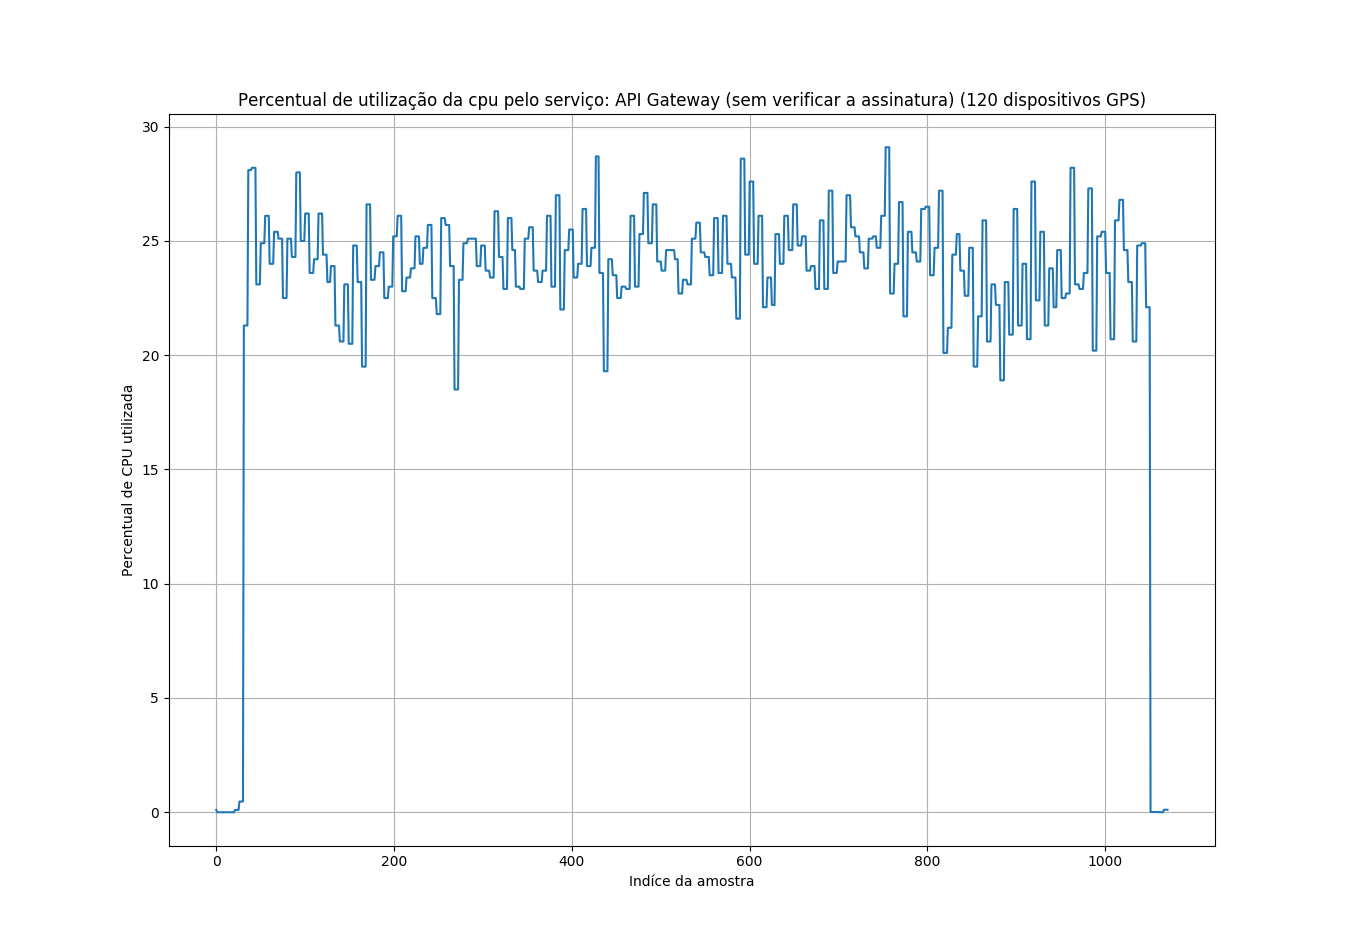 Percentual de utilização da cpu pelo serviço: API Gateway (sem verificar a assinatura) (120 dispositivos GPS)
30
25
20
15
10
5
0
Percentual de CPU utilizada
0 200 400 600 800 1000
Indíce da amostra